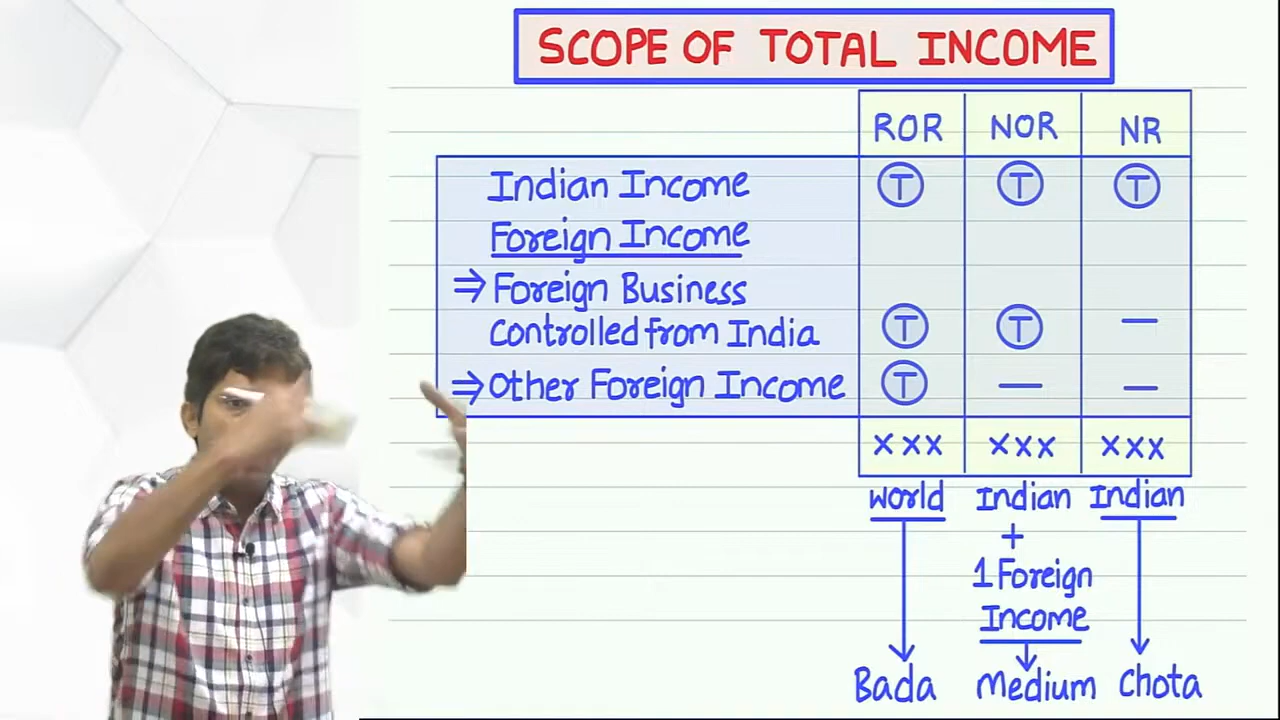 SCOPE OF TOTAL INCOME
ROR NOR NR
Indian Income T T T
Foreign Income
⇒ Foreign Business
Controlled from India T T —
⇒ Other Foreign Income T — —
xxx xxx xxx
World Indian Indian
+
1 Foreign
Income
Bada Medium Chota